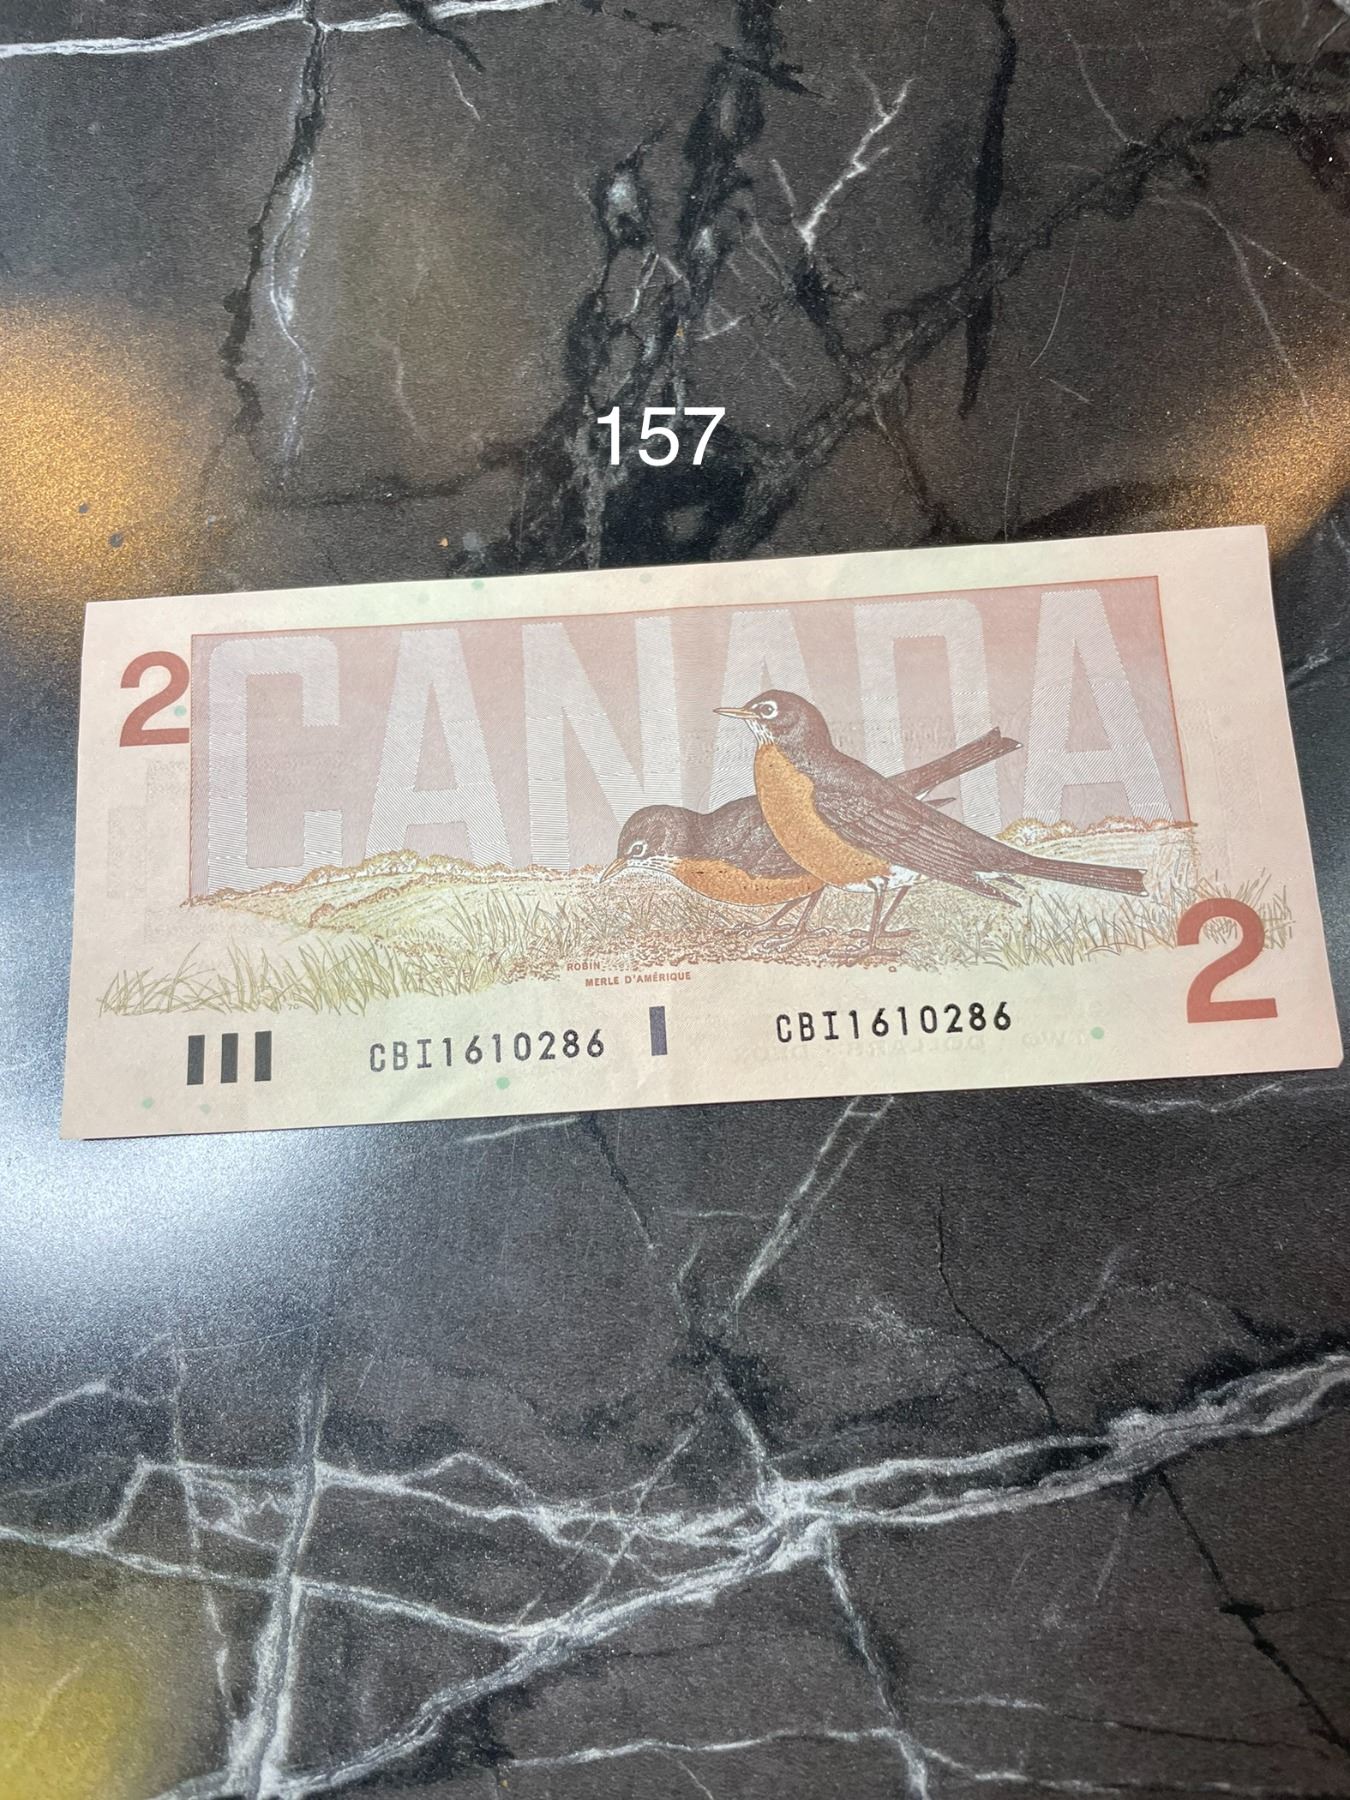 157
CANADA
2
ROBIN
MERLE D'AMÉRIQUE
2
CBI1610286 CBI1610286